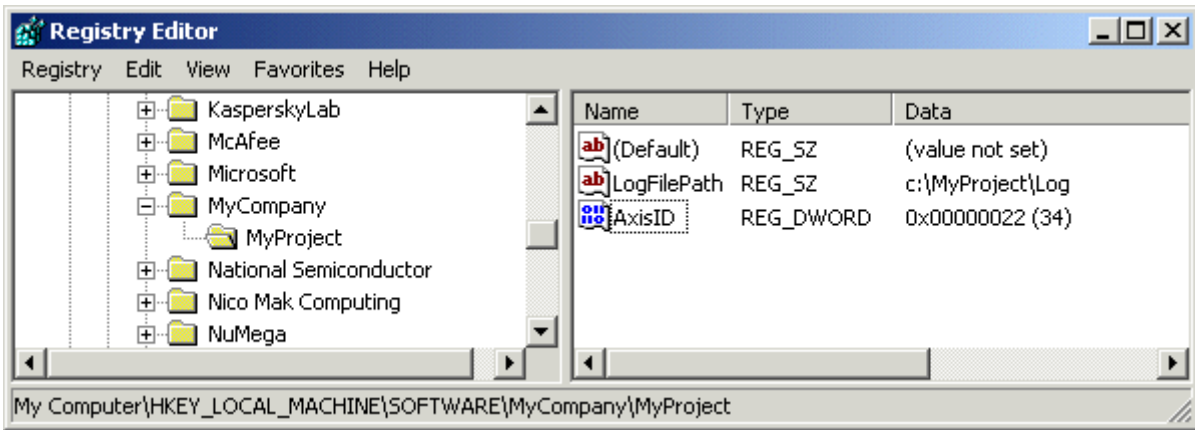 Registry Editor
Registry Edit View Favorites Help
KasperskyLab
McAfee
Microsoft
MyCompany
MyProject
National Semiconductor
Nico Mak Computing
NuMega
Name Type Data
(Default) REG_SZ (value not set)
LogFilePath REG_SZ c:\MyProject\Log
AxisID REG_DWORD 0x00000022 (34)
My Computer\HKEY_LOCAL_MACHINE\SOFTWARE\MyCompany\MyProject